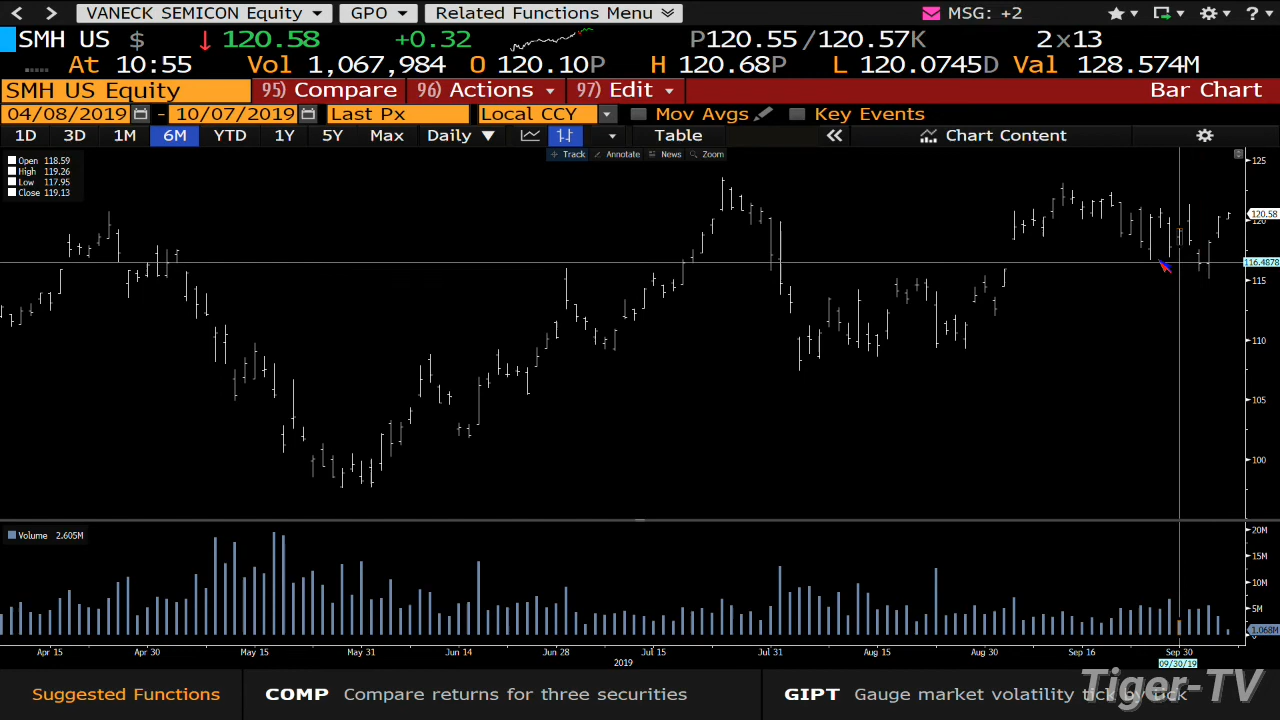 VANECK SEMICON Equity GPO Related Functions Menu MSG: +2 ?
SMH US $ ↓ 120.58 +0.32 P120.55 / 120.57K 2 x 13
At 10:55 Vol 1,067,984 O 120.10P H 120.68P L 120.0745D Val 128.574M
SMH US Equity 95) Compare 96) Actions 97) Edit Bar Chart
04/08/2019 - 10/07/2019 Last Px Local CCY Mov Avgs Key Events
1D 3D 1M 6M YTD 1Y 5Y Max Daily ▼ Table « Chart Content
Track Annotate News Zoom
Open 118.59
High 119.26
Low 117.95
Close 119.13
125
120.58
120
116.4878
115
110
105
100
Volume 2.605M
20M
15M
10M
5M
1.068M
Apr 15 Apr 30 May 15 May 31 Jun 14 Jun 28 Jul 15 Jul 31 Aug 15 Aug 30 Sep 16 Sep 30
2019 09/30/19
Suggested Functions COMP Compare returns for three securities GIPT Gauge market volatility tick by tick
Tiger-TV